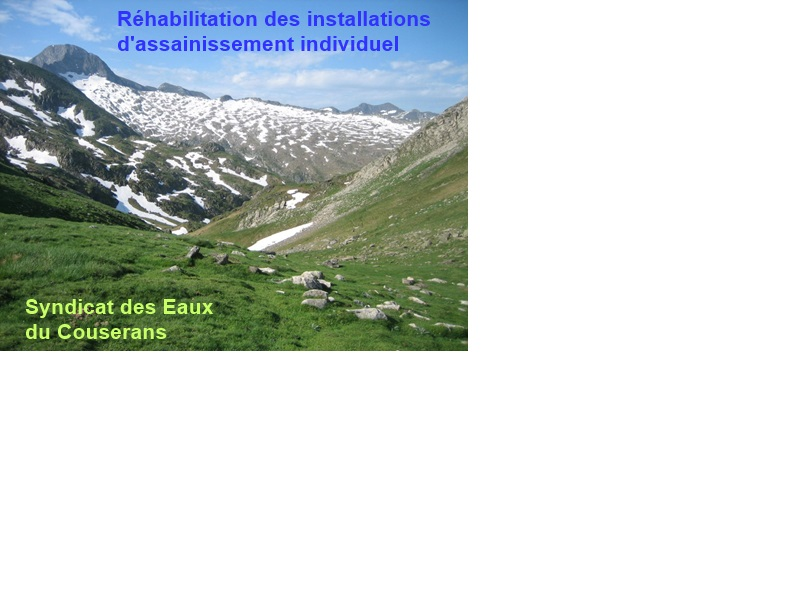 Réhabilitation des installations
d'assainissement individuel
Syndicat des Eaux
du Couserans